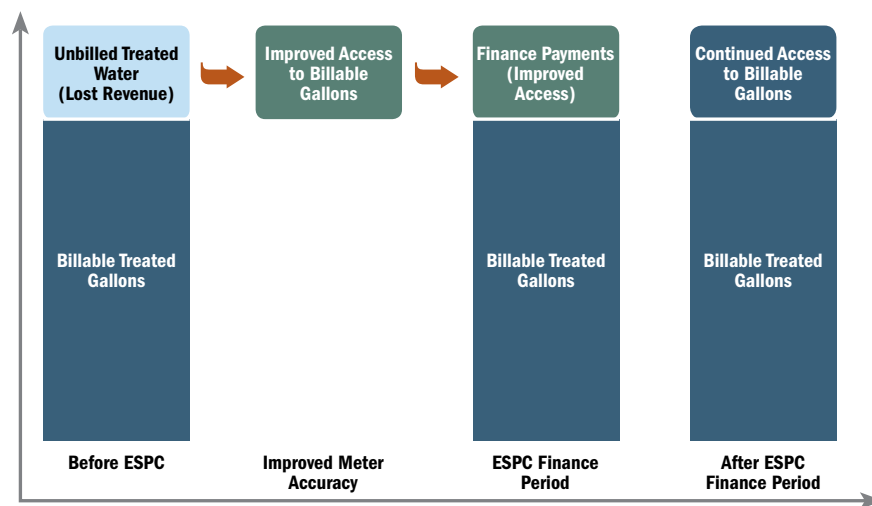 Unbilled Treated
Water
(Lost Revenue)
Improved Access
to Billable
Gallons
Finance Payments
(Improved
Access)
Continued Access
to Billable
Gallons
Billable Treated
Gallons
Billable Treated
Gallons
Billable Treated
Gallons
Before ESPC
Improved Meter
Accuracy
ESPC Finance
Period
After ESPC
Finance Period